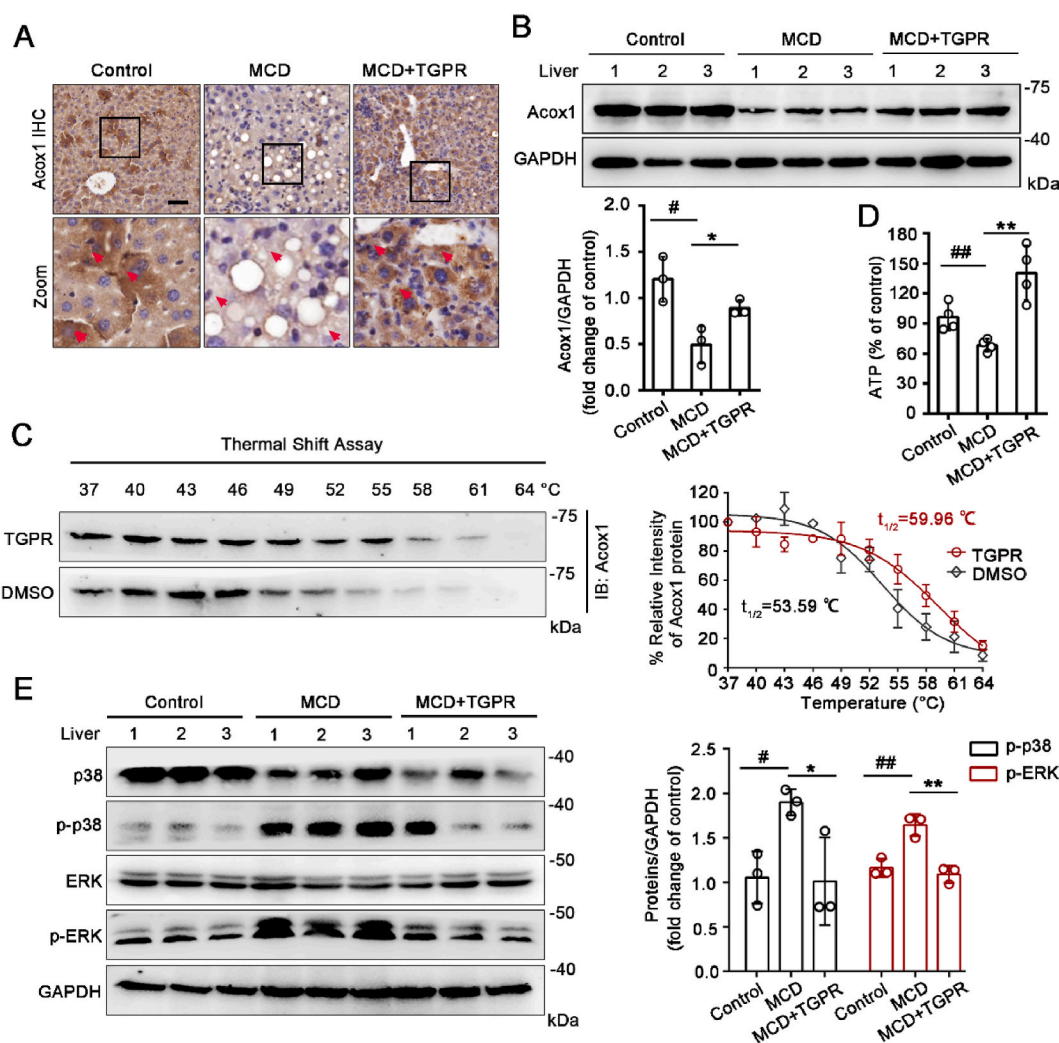 A
Control MCD MCD+TGPR
Acox1 IHC
Zoom
B
Control MCD MCD+TGPR
Liver 1 2 3 1 2 3 1 2 3
-75
Acox1
GAPDH
kDa
Acox1/GAPDH
(fold change of control)
2.0
1.5
1.0
0.5
0.0
#
*
Control
MCD
MCD+TGPR
D
ATP (% of control)
180
150
120
90
60
30
0
##
**
Control
MCD
MCD+TGPR
C
Thermal Shift Assay
37 40 43 46 49 52 55 58 61 64 °C
-75
TGPR
-75
DMSO
kDa
IB: Acox1
% Relative Intensity
of Acox1 protein
120
100
80
60
40
20
0
t1/2=59.96 ℃
TGPR
DMSO
t1/2=53.59 ℃
37 40 43 46 49 52 55 58 61 64
Temperature (°C)
E
Control MCD MCD+TGPR
Liver 1 2 3 1 2 3 1 2 3
-40
p38
-40
p-p38
-50
ERK
-50
p-ERK
-40
GAPDH
kDa
Proteins/GAPDH
(fold change of control)
2.5
2.0
1.5
1.0
0.5
0.0
#
*
##
**
p-p38
p-ERK
Control
MCD
MCD+TGPR
Control
MCD
MCD+TGPR